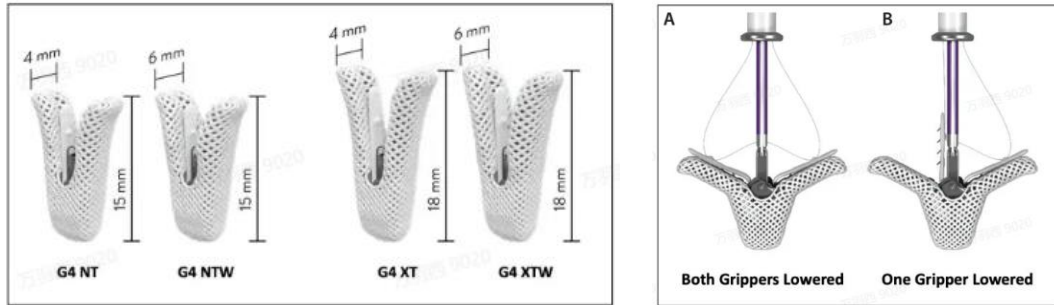 4 mm
6 mm
4 mm
6 mm
15 mm
15 mm
18 mm
18 mm
G4 NT
G4 NTW
G4 XT
G4 XTW
A
B
Both Grippers Lowered
One Gripper Lowered